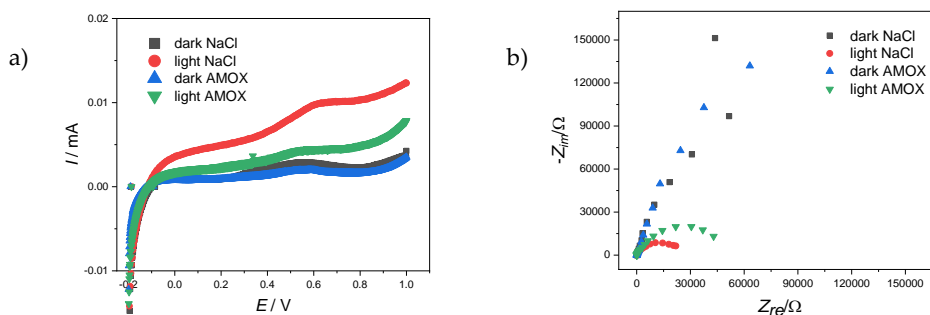 a)
0.02
0.01
0.00
-0.01
-0.2
0.0
0.2
0.4
0.6
0.8
1.0
I / mA
E / V
dark NaCl
light NaCl
dark AMOX
light AMOX
b)
150000
120000
90000
60000
30000
0
0
30000
60000
90000
120000
150000
-Zim/Ω
Zre/Ω
dark NaCl
light NaCl
dark AMOX
light AMOX